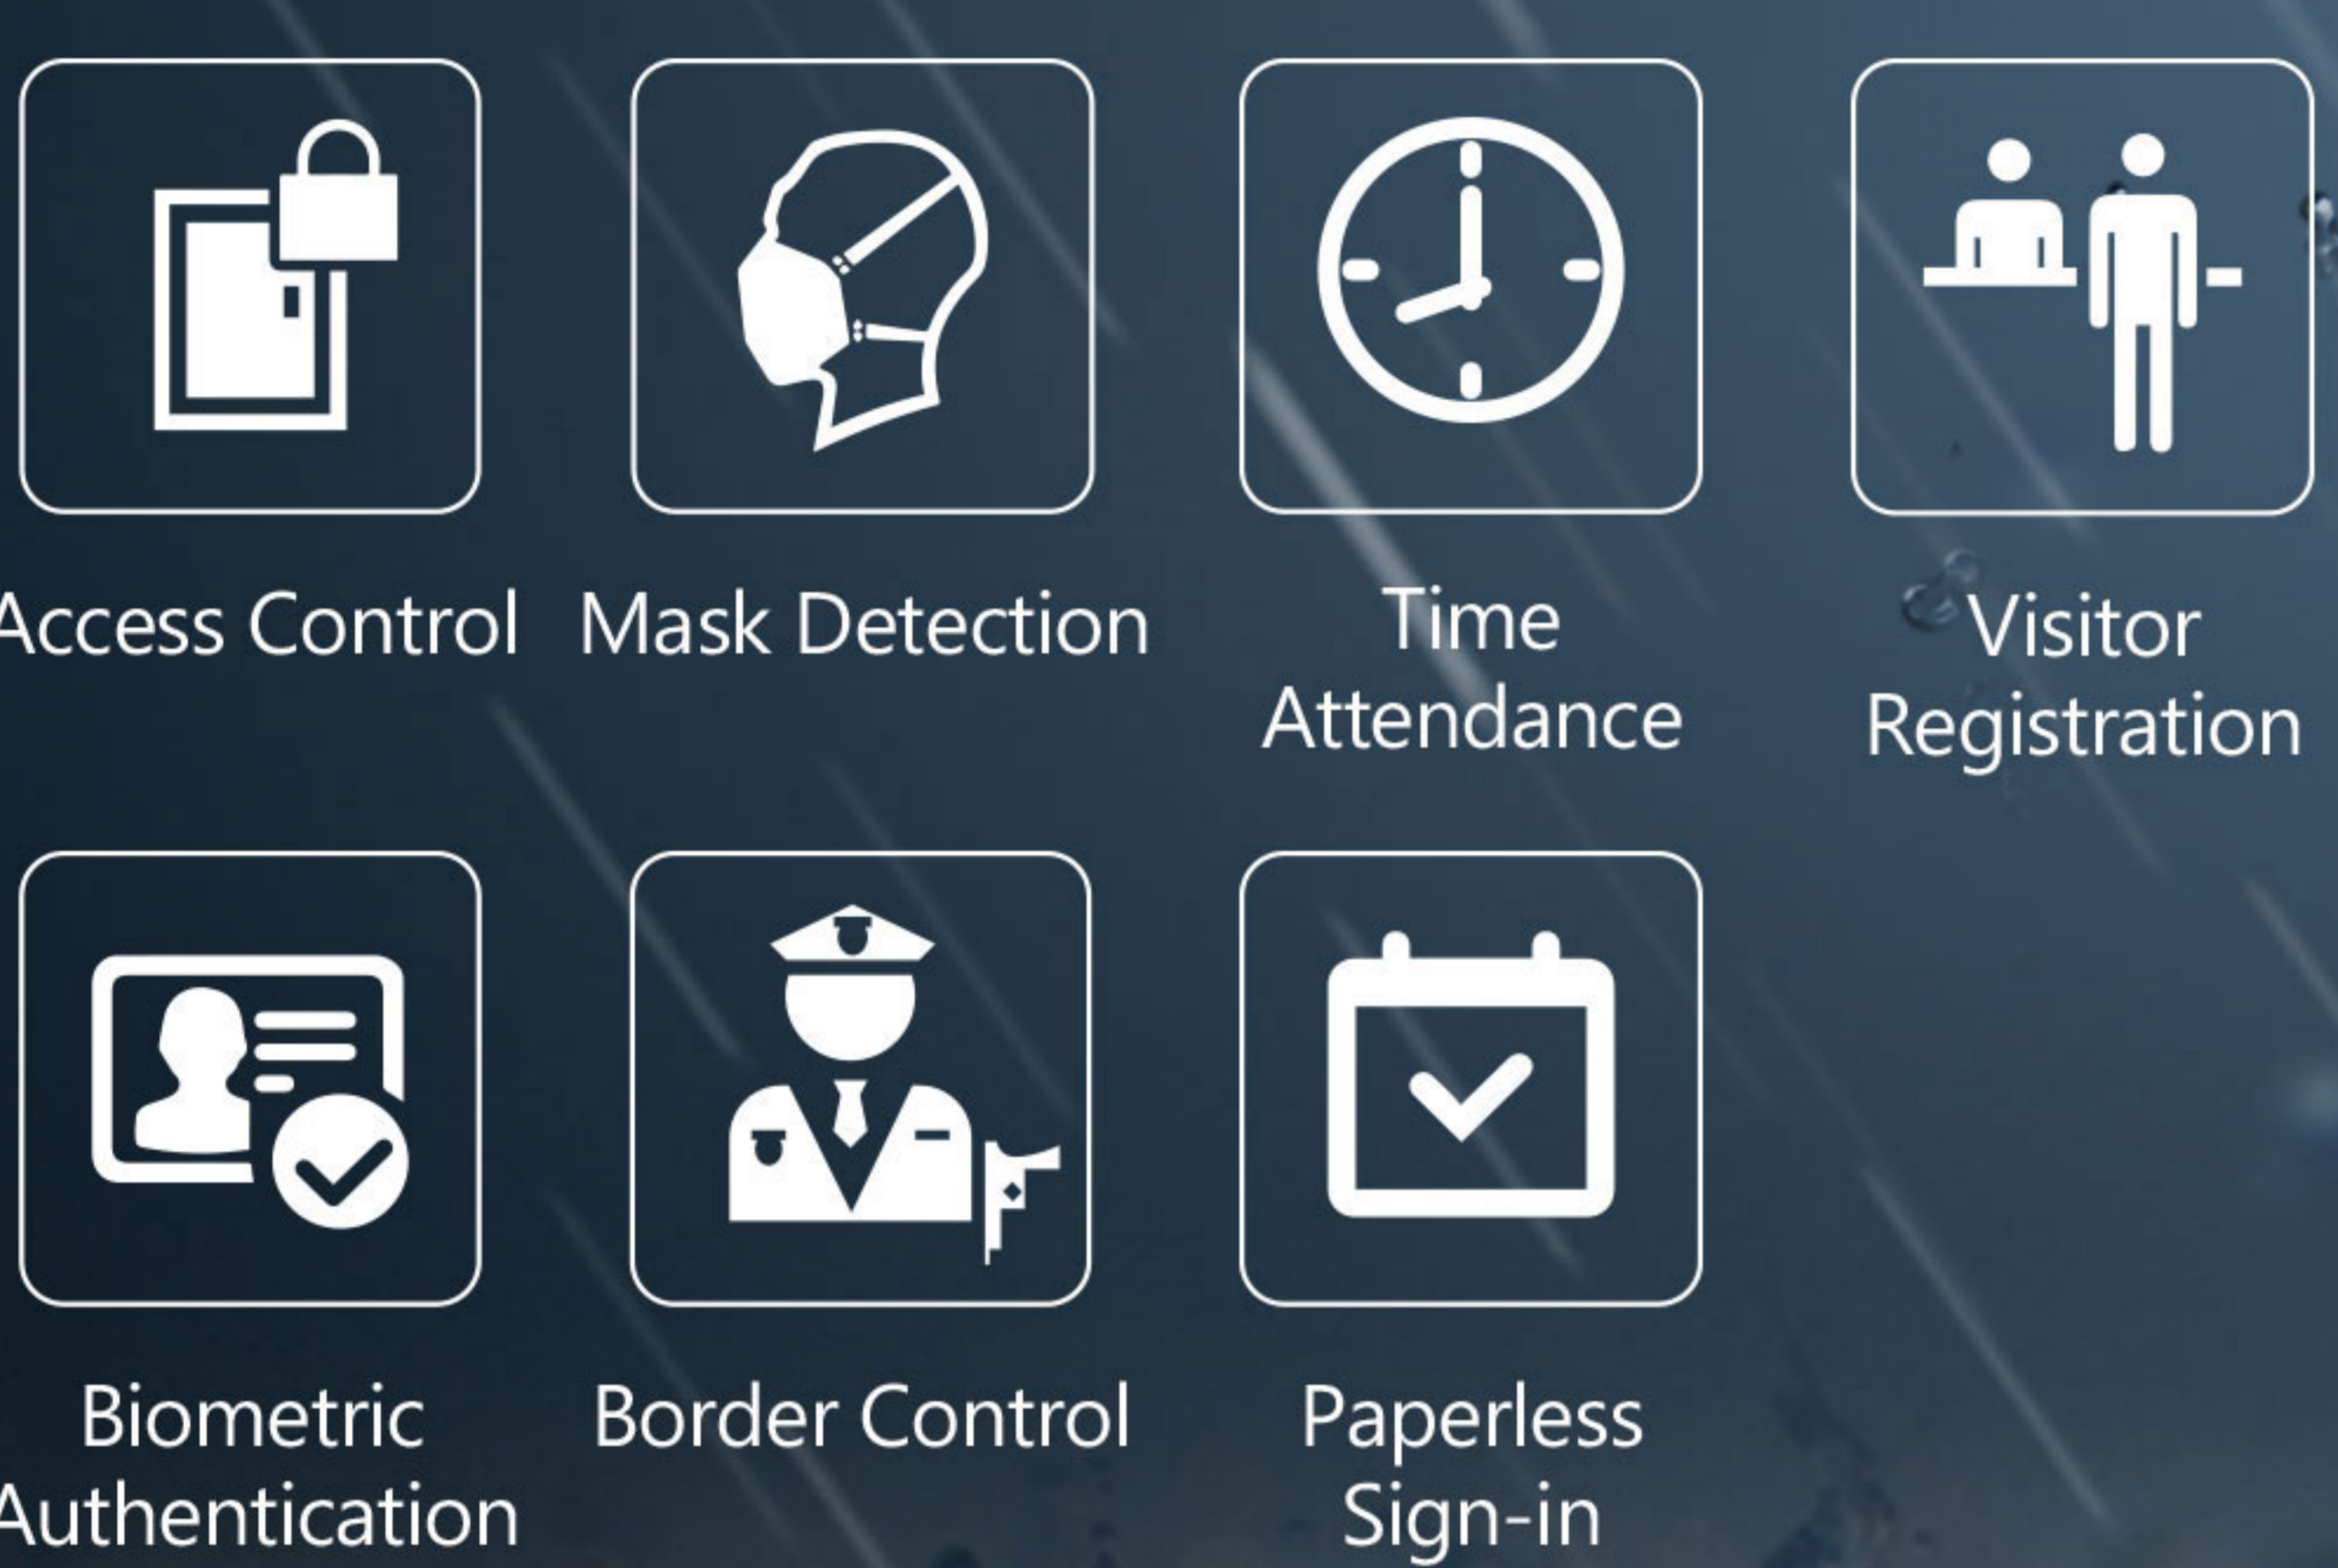 Access Control
Mask Detection
Time
Attendance
Visitor
Registration
Biometric
Authentication
Border Control
Paperless
Sign-in